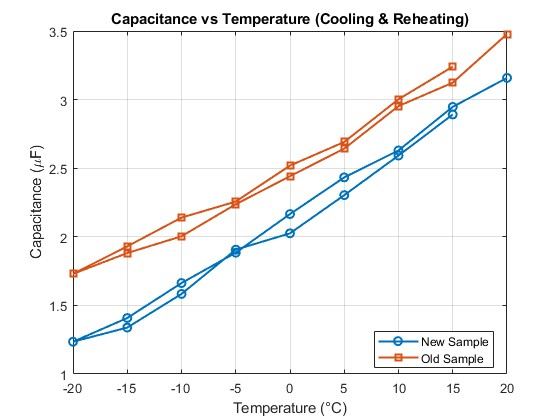 Capacitance vs Temperature (Cooling & Reheating)
3.5
3
2.5
2
1.5
1
Capacitance (μF)
-20 -15 -10 -5 0 5 10 15 20
Temperature (°C)
New Sample
Old Sample